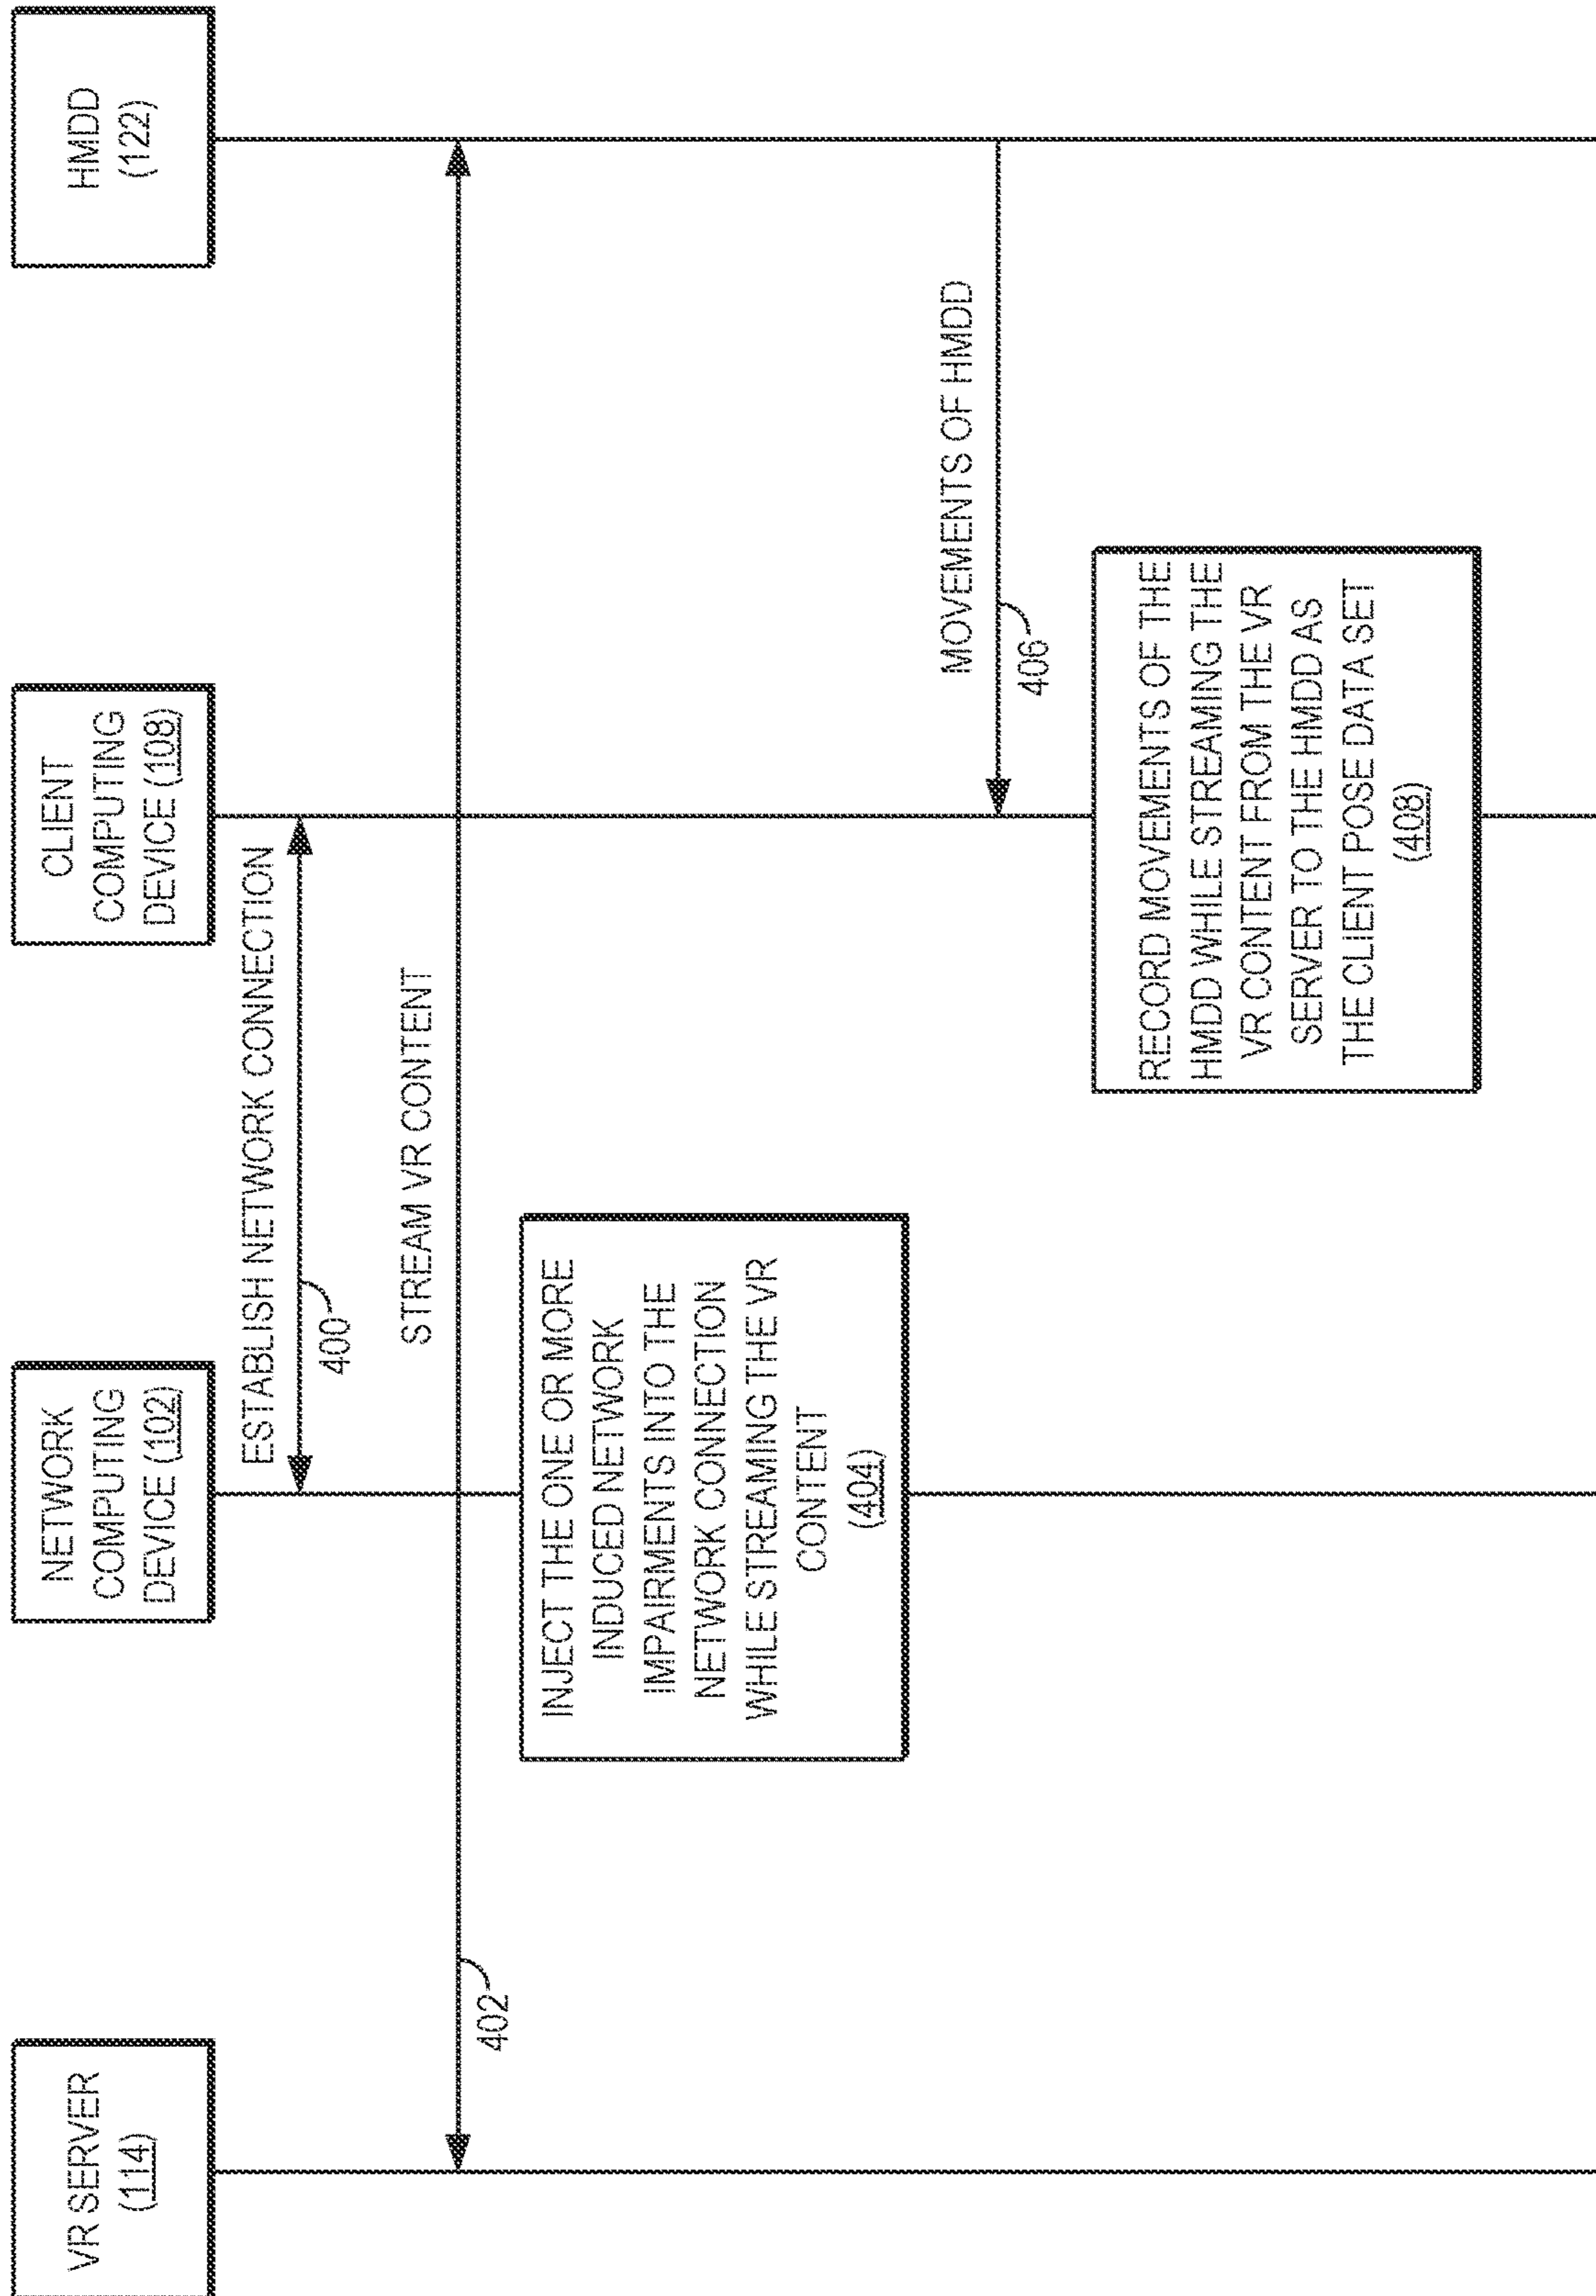 VR SERVER
(114)
NETWORK
COMPUTING
DEVICE (102)
CLIENT
COMPUTING
DEVICE (108)
HMDD
(122)
ESTABLISH NETWORK CONNECTION
400
STREAM VR CONTENT
402
INJECT THE ONE OR MORE
INDUCED NETWORK
IMPAIRMENTS INTO THE
NETWORK CONNECTION
WHILE STREAMING THE VR
CONTENT
(404)
MOVEMENTS OF HMDD
406
RECORD MOVEMENTS OF THE
HMDD WHILE STREAMING THE
VR CONTENT FROM THE VR
SERVER TO THE HMDD AS
THE CLIENT POSE DATA SET
(408)